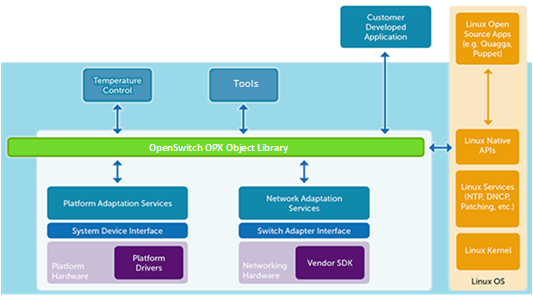 Customer
Developed
Application
Linux Open
Source Apps
(e.g. Quagga,
Puppet)
Temperature
Control
Tools
OpenSwitch OPX Object Library
Linux Native
APIs
Platform Adaptation Services
Network Adaptation
Services
Linux Services
(NTP, DNCP,
Patching, etc.)
System Device Interface
Switch Adapter Interface
Platform
Hardware
Platform
Drivers
Networking
Hardware
Vendor SDK
Linux Kernel
Linux OS